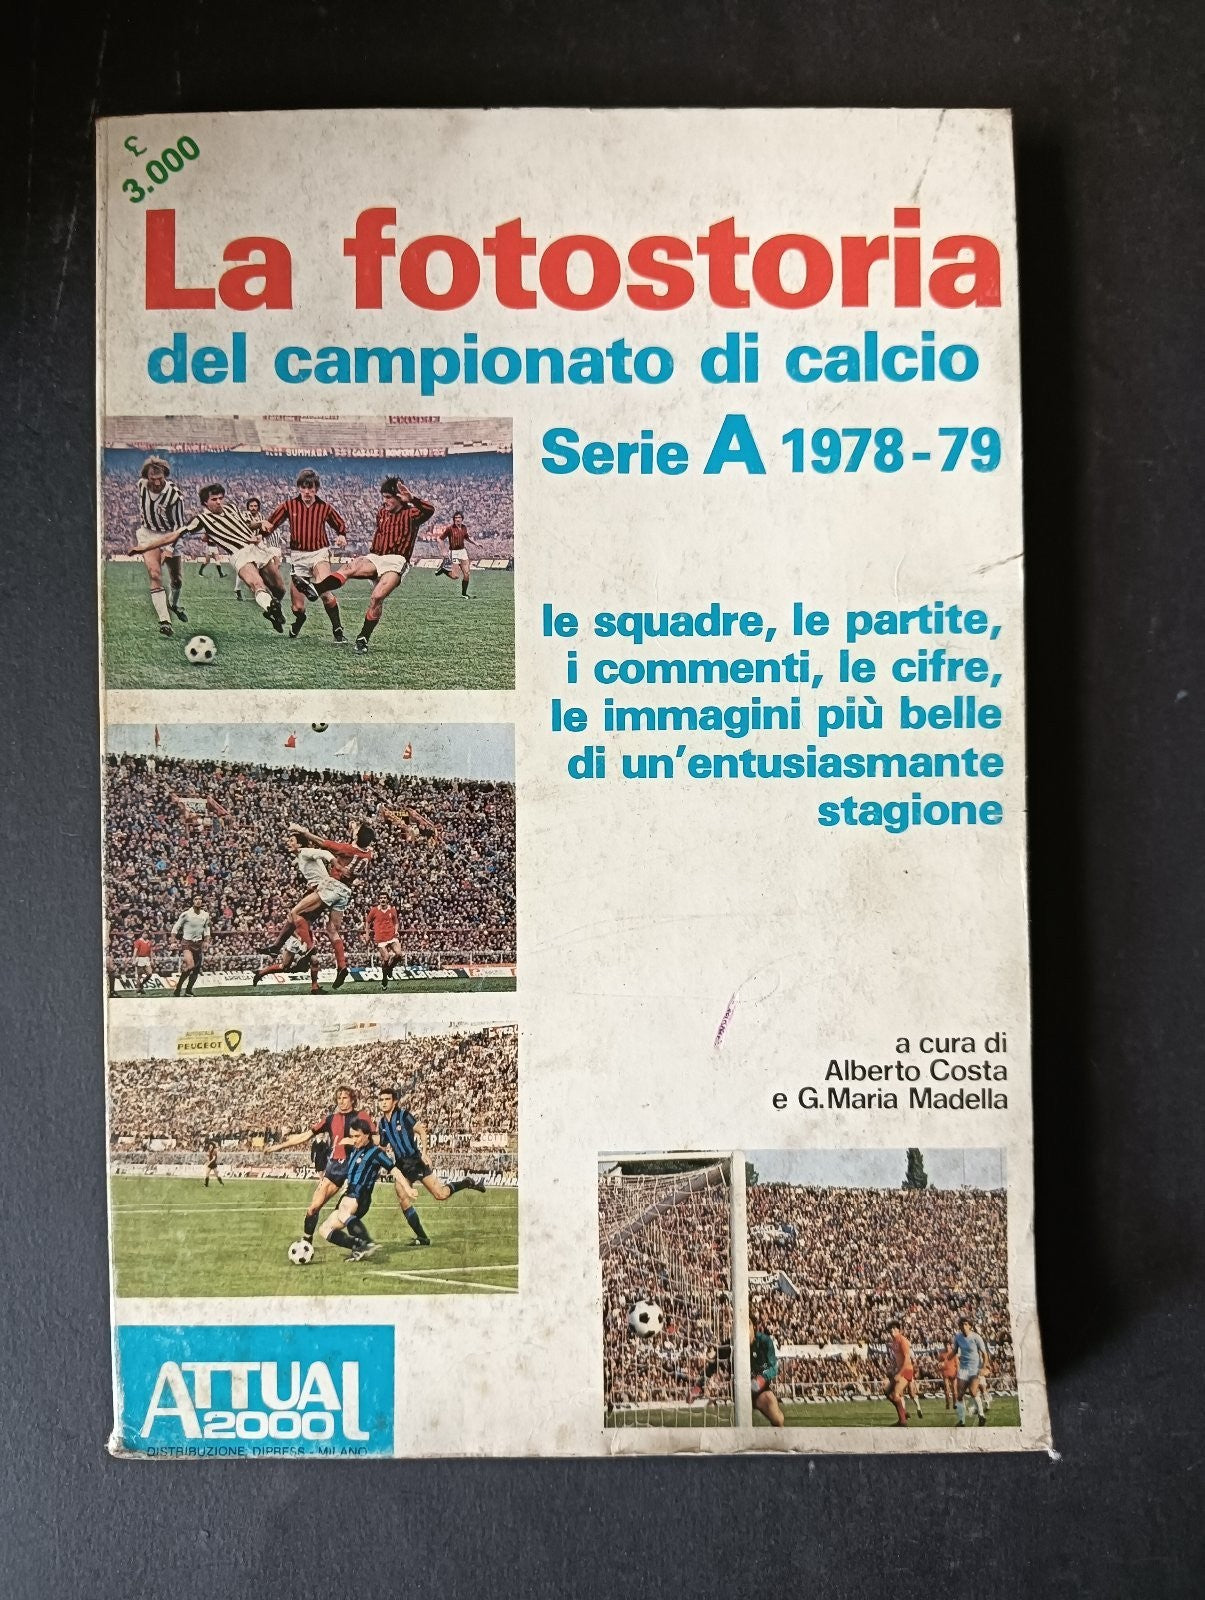 £
3.000
La fotostoria
del campionato di calcio
Serie A 1978-79
le squadre, le partite,
i commenti, le cifre,
le immagini più belle
di un'entusiasmante
stagione
a cura di
Alberto Costa
e G.Maria Madella
PEUGEOT
ATTUAL
2000
DISTRIBUZIONE DIPRESS - MILANO